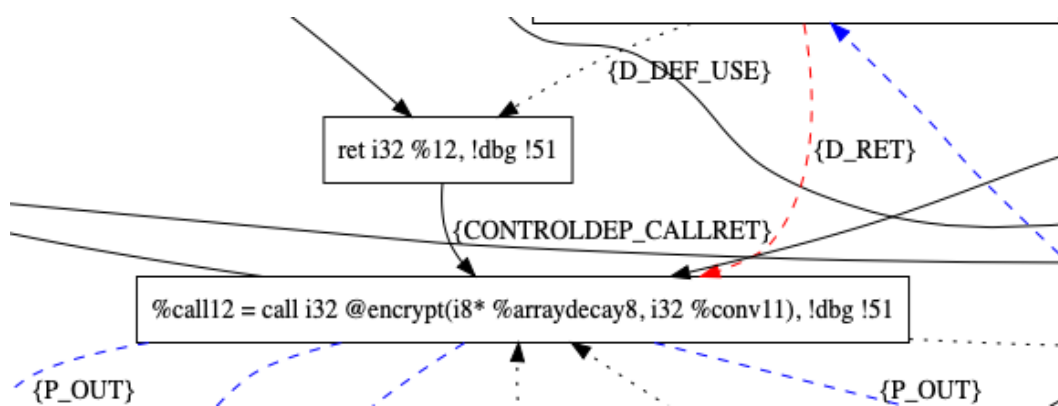 {D_DEF_USE}
ret i32 %12, !dbg !51
{D_RET}
{CONTROLDEP_CALLRET}
%call12 = call i32 @encrypt(i8* %arraydecay8, i32 %conv11), !dbg !51
{P_OUT}
{P_OUT}